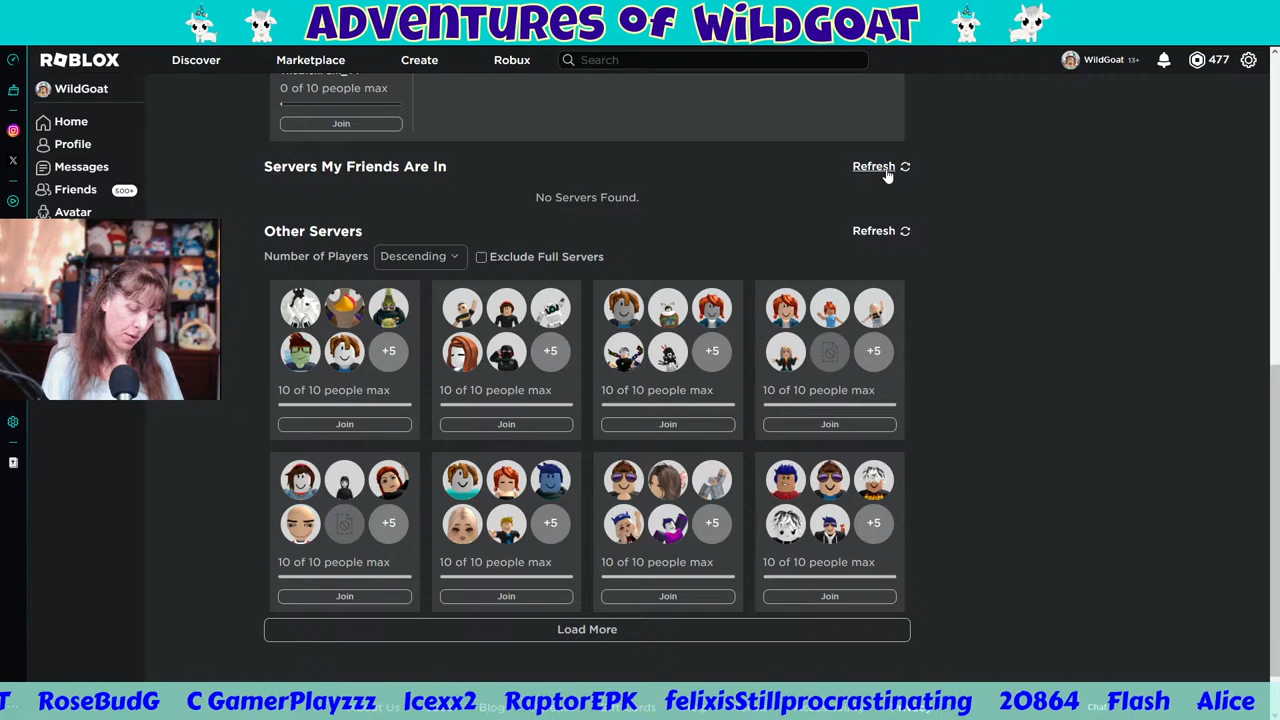 ADVENTURES OF WILDGOAT
ROBLOX
Discover
Marketplace
Create
Robux
Search
WildGoat 13+
477
WildGoat
Home
Profile
Messages
Friends 500+
Avatar
0 of 10 people max
Join
Servers My Friends Are In
Refresh
No Servers Found.
Other Servers
Refresh
Number of Players Descending Exclude Full Servers
+5 +5 +5 +5
10 of 10 people max 10 of 10 people max 10 of 10 people max 10 of 10 people max
Join Join Join Join
+5 +5 +5 +5
10 of 10 people max 10 of 10 people max 10 of 10 people max 10 of 10 people max
Join Join Join Join
Load More
T RoseBudG C GamerPlayzzz Icexx2 RaptorEPK felixisStillprocrastinating 20864 Flash Alice
Chat